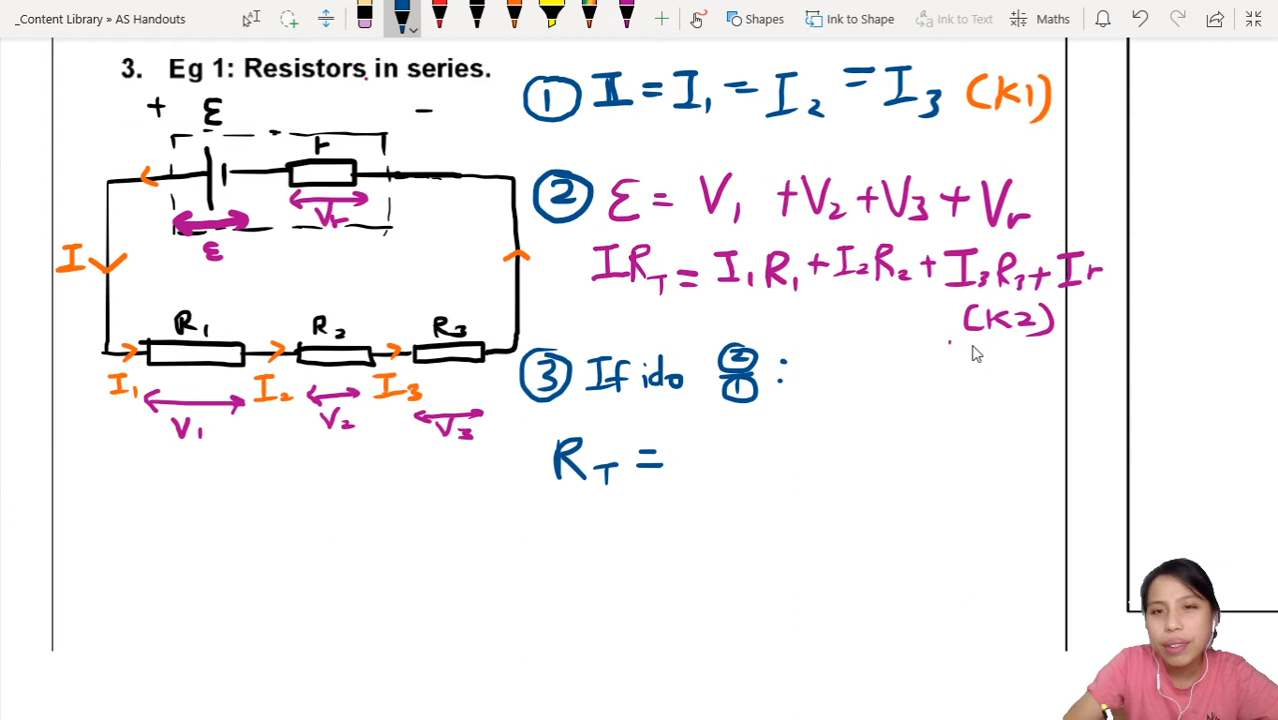 _Content Library » AS Handouts
Shapes
Ink to Shape
Ink to Text
Maths
3. Eg 1: Resistors in series.
+ ε −
r
Vr
ε
I
R1 R2 R3
I1 I2 I3
V1 V2 V3
① I = I1 = I2 = I3 (K1)
② ε = V1 + V2 + V3 + Vr
IRT = I1R1 + I2R2 + I3R3 + Ir
(K2)
③ If i do ②/① :
RT =